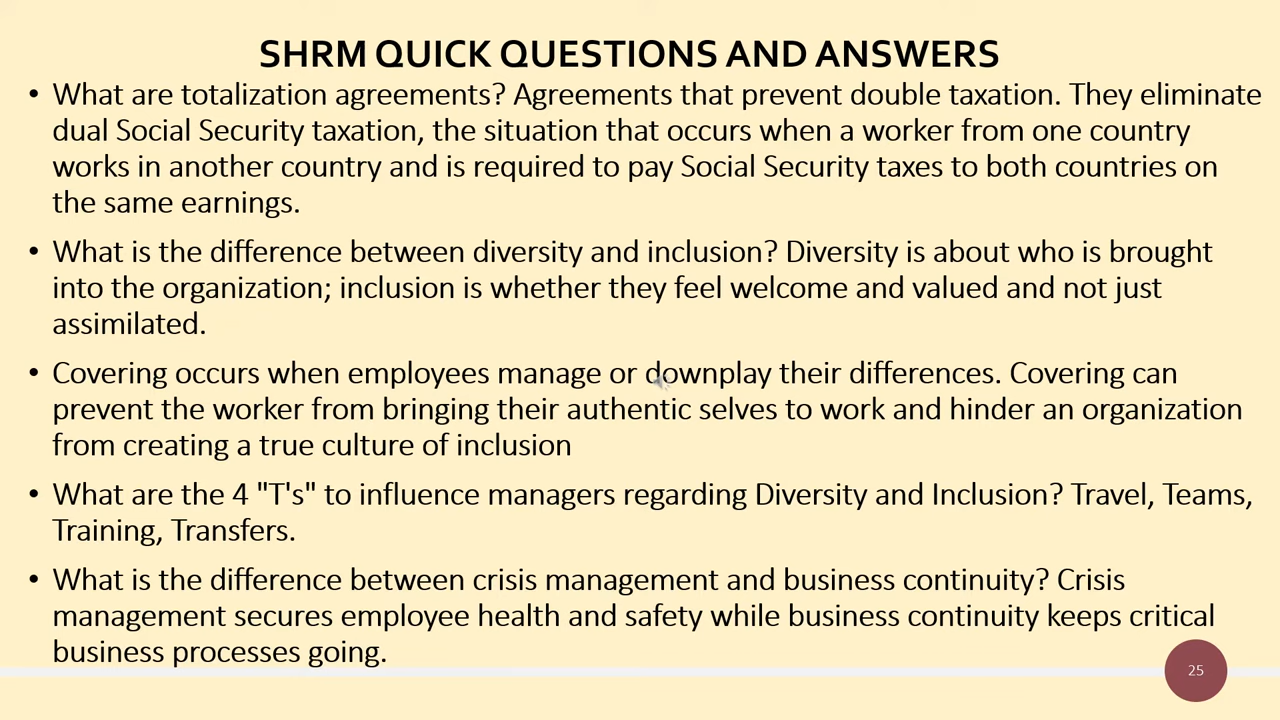 SHRM QUICK QUESTIONS AND ANSWERS
• What are totalization agreements? Agreements that prevent double taxation. They eliminate
dual Social Security taxation, the situation that occurs when a worker from one country
works in another country and is required to pay Social Security taxes to both countries on
the same earnings.
• What is the difference between diversity and inclusion? Diversity is about who is brought
into the organization; inclusion is whether they feel welcome and valued and not just
assimilated.
• Covering occurs when employees manage or downplay their differences. Covering can
prevent the worker from bringing their authentic selves to work and hinder an organization
from creating a true culture of inclusion
• What are the 4 "T's" to influence managers regarding Diversity and Inclusion? Travel, Teams,
Training, Transfers.
• What is the difference between crisis management and business continuity? Crisis
management secures employee health and safety while business continuity keeps critical
business processes going.
25